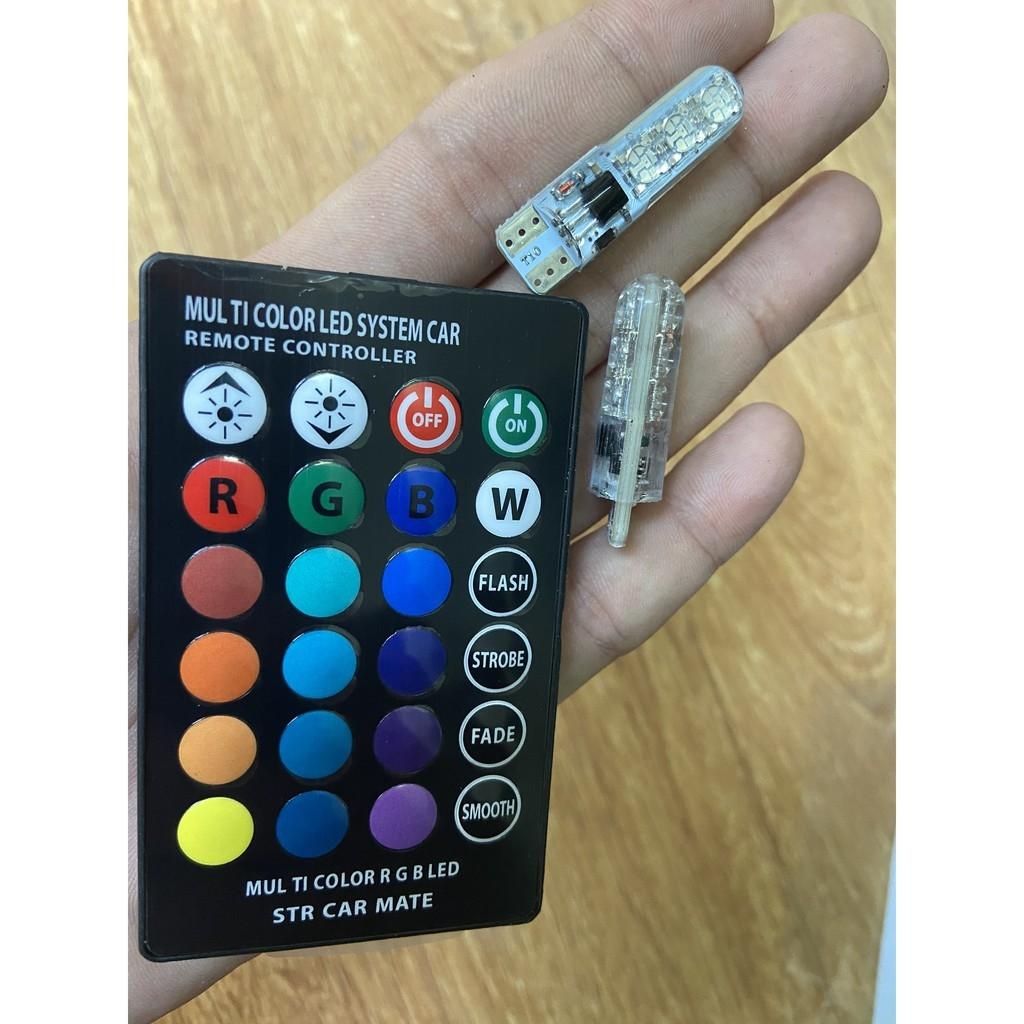 MUL TI COLOR LED SYSTEM CAR
REMOTE CONTROLLER
OFF ON
R G B W
FLASH
STROBE
FADE
SMOOTH
MUL TI COLOR R G B LED
STR CAR MATE
T10